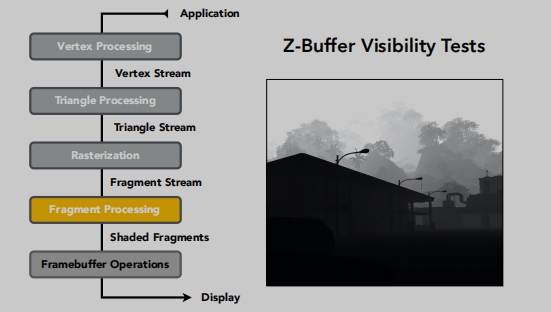 Application
Z-Buffer Visibility Tests
Vertex Processing
Vertex Stream
Triangle Processing
Triangle Stream
Rasterization
Fragment Stream
Fragment Processing
Shaded Fragments
Framebuffer Operations
Display